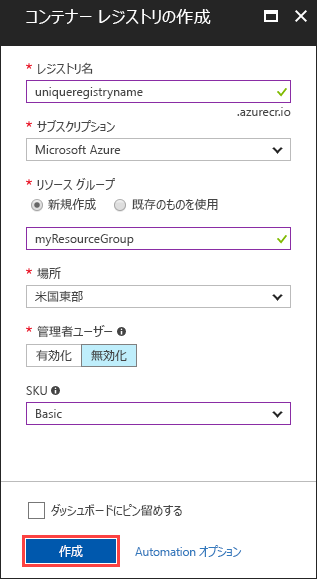 コンテナー レジストリの作成
* レジストリ名
uniqueregistryname
.azurecr.io
* サブスクリプション
Microsoft Azure
* リソース グループ
新規作成 既存のものを使用
myResourceGroup
* 場所
米国東部
* 管理者ユーザー
有効化 無効化
SKU
Basic
ダッシュボードにピン留めする
作成 Automation オプション